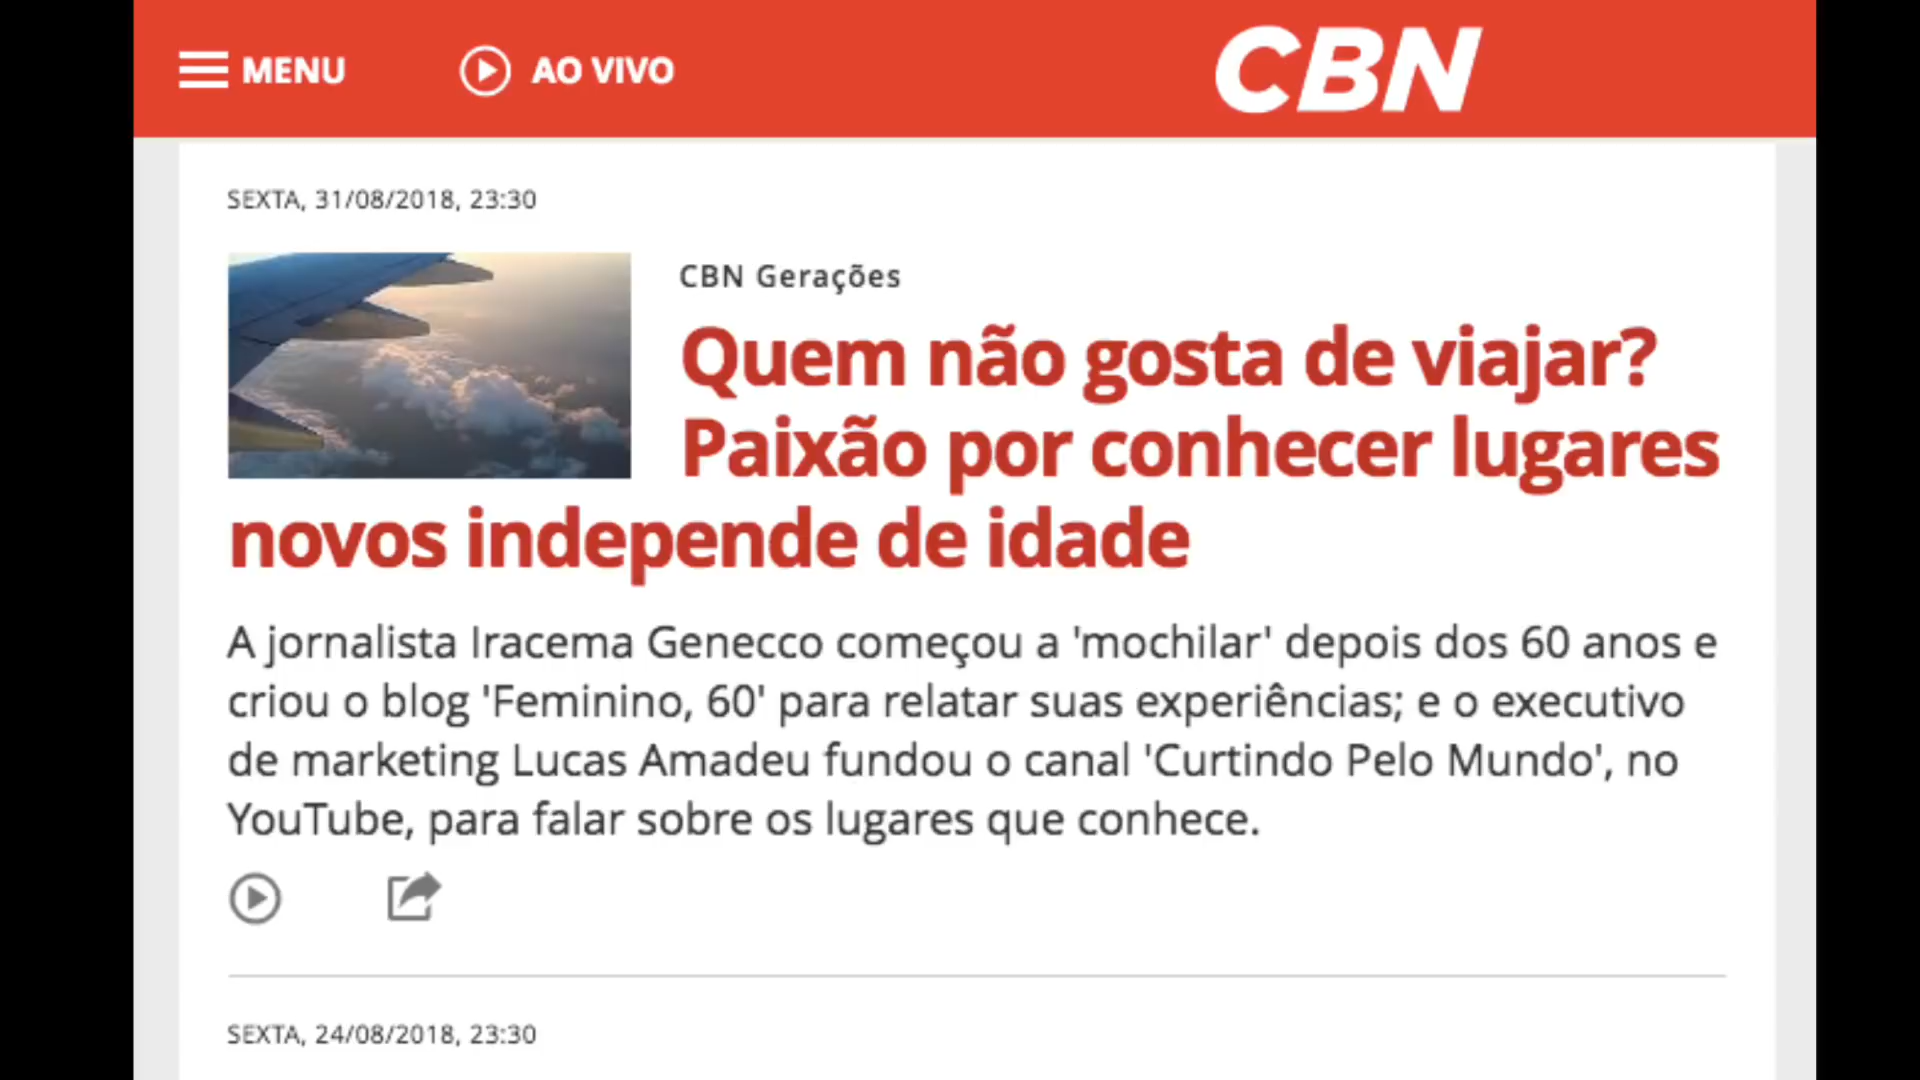 MENU
AO VIVO
CBN
SEXTA, 31/08/2018, 23:30
CBN Gerações
Quem não gosta de viajar?
Paixão por conhecer lugares
novos independe de idade
A jornalista Iracema Genecco começou a 'mochilar' depois dos 60 anos e
criou o blog 'Feminino, 60' para relatar suas experiências; e o executivo
de marketing Lucas Amadeu fundou o canal 'Curtindo Pelo Mundo', no
YouTube, para falar sobre os lugares que conhece.
SEXTA, 24/08/2018, 23:30